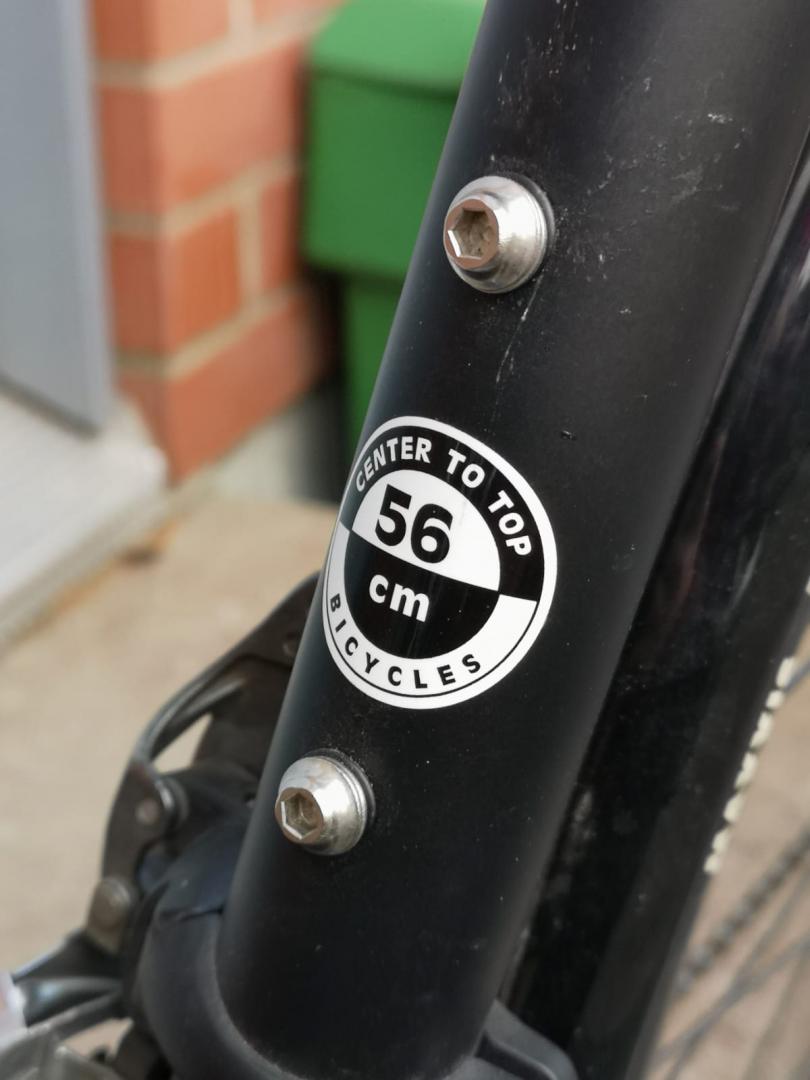 CENTER TO TOP
56
cm
BICYCLES